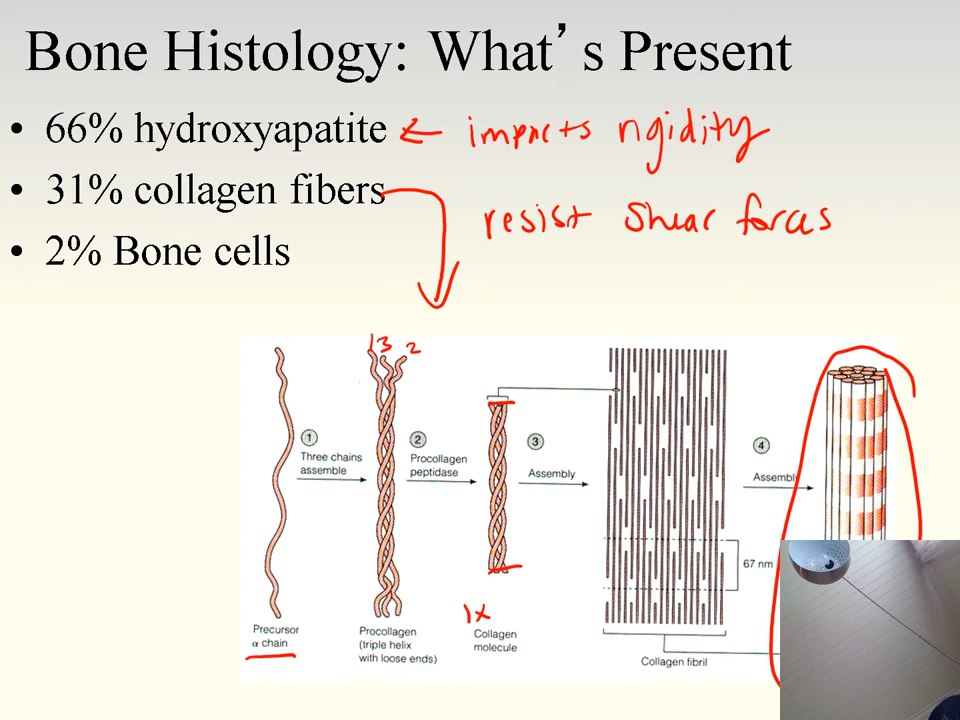 Bone Histology: What's Present
• 66% hydroxyapatite ← impacts rigidity
• 31% collagen fibers
resist shear forces
• 2% Bone cells
1 3 2
1
Three chains
assemble
2
Procollagen
peptidase
3
Assembly
4
Assembly
67 nm
1x
Precursor
α chain
Procollagen
(triple helix
with loose ends)
Collagen
molecule
Collagen fibril